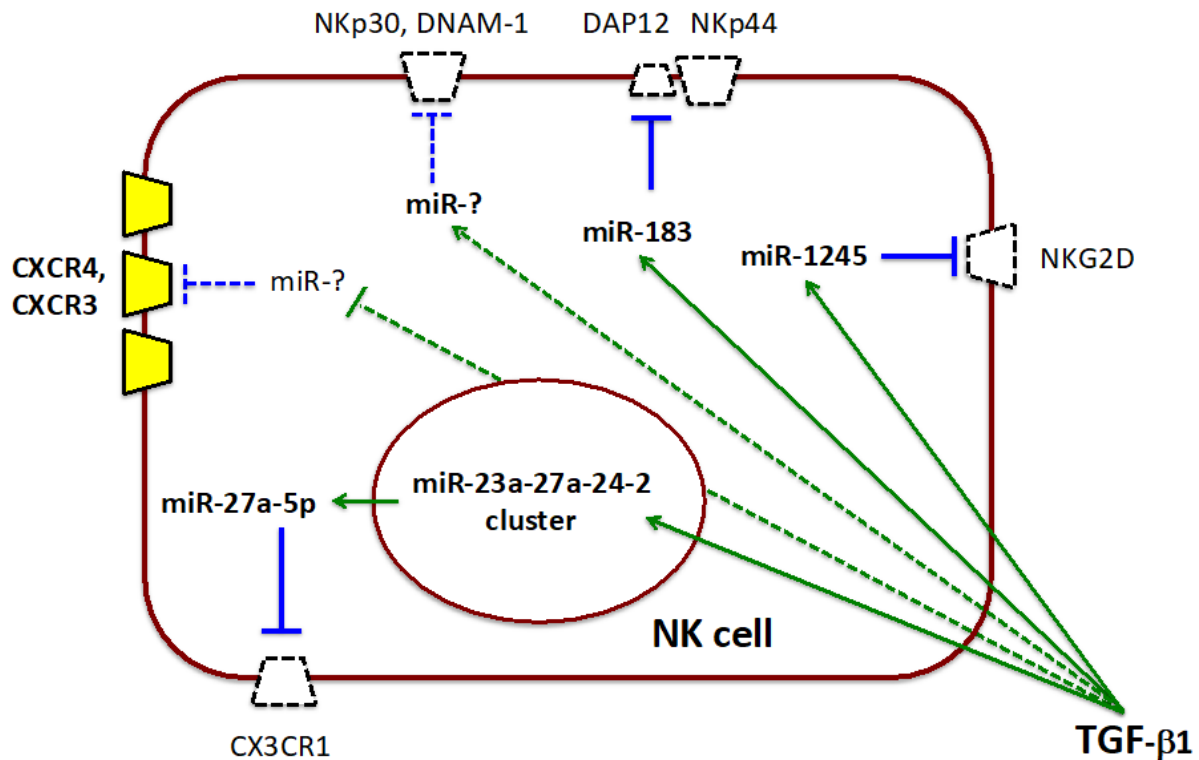 NKp30, DNAM-1
DAP12
NKp44
miR-?
miR-183
miR-1245
NKG2D
CXCR4,
CXCR3
miR-?
miR-27a-5p
miR-23a-27a-24-2
cluster
NK cell
CX3CR1
TGF-β1